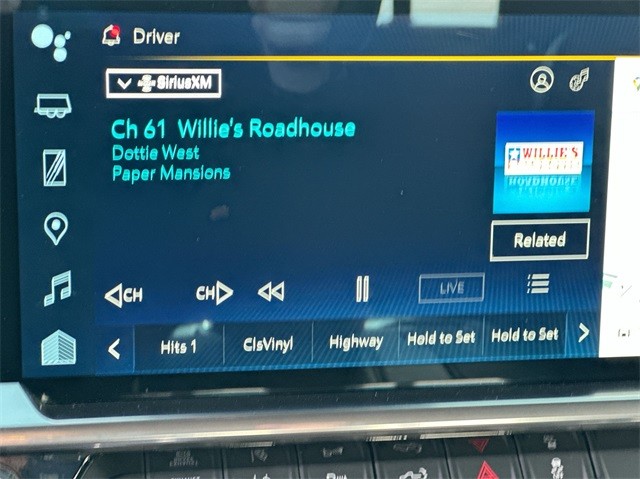 Driver
SiriusXM
Ch 61 Willie's Roadhouse
Dottie West
Paper Mansions
WILLIE'S
ROADHOUSE
Related
CH
CH
LIVE
Hits 1
ClsVinyl
Highway
Hold to Set
Hold to Set